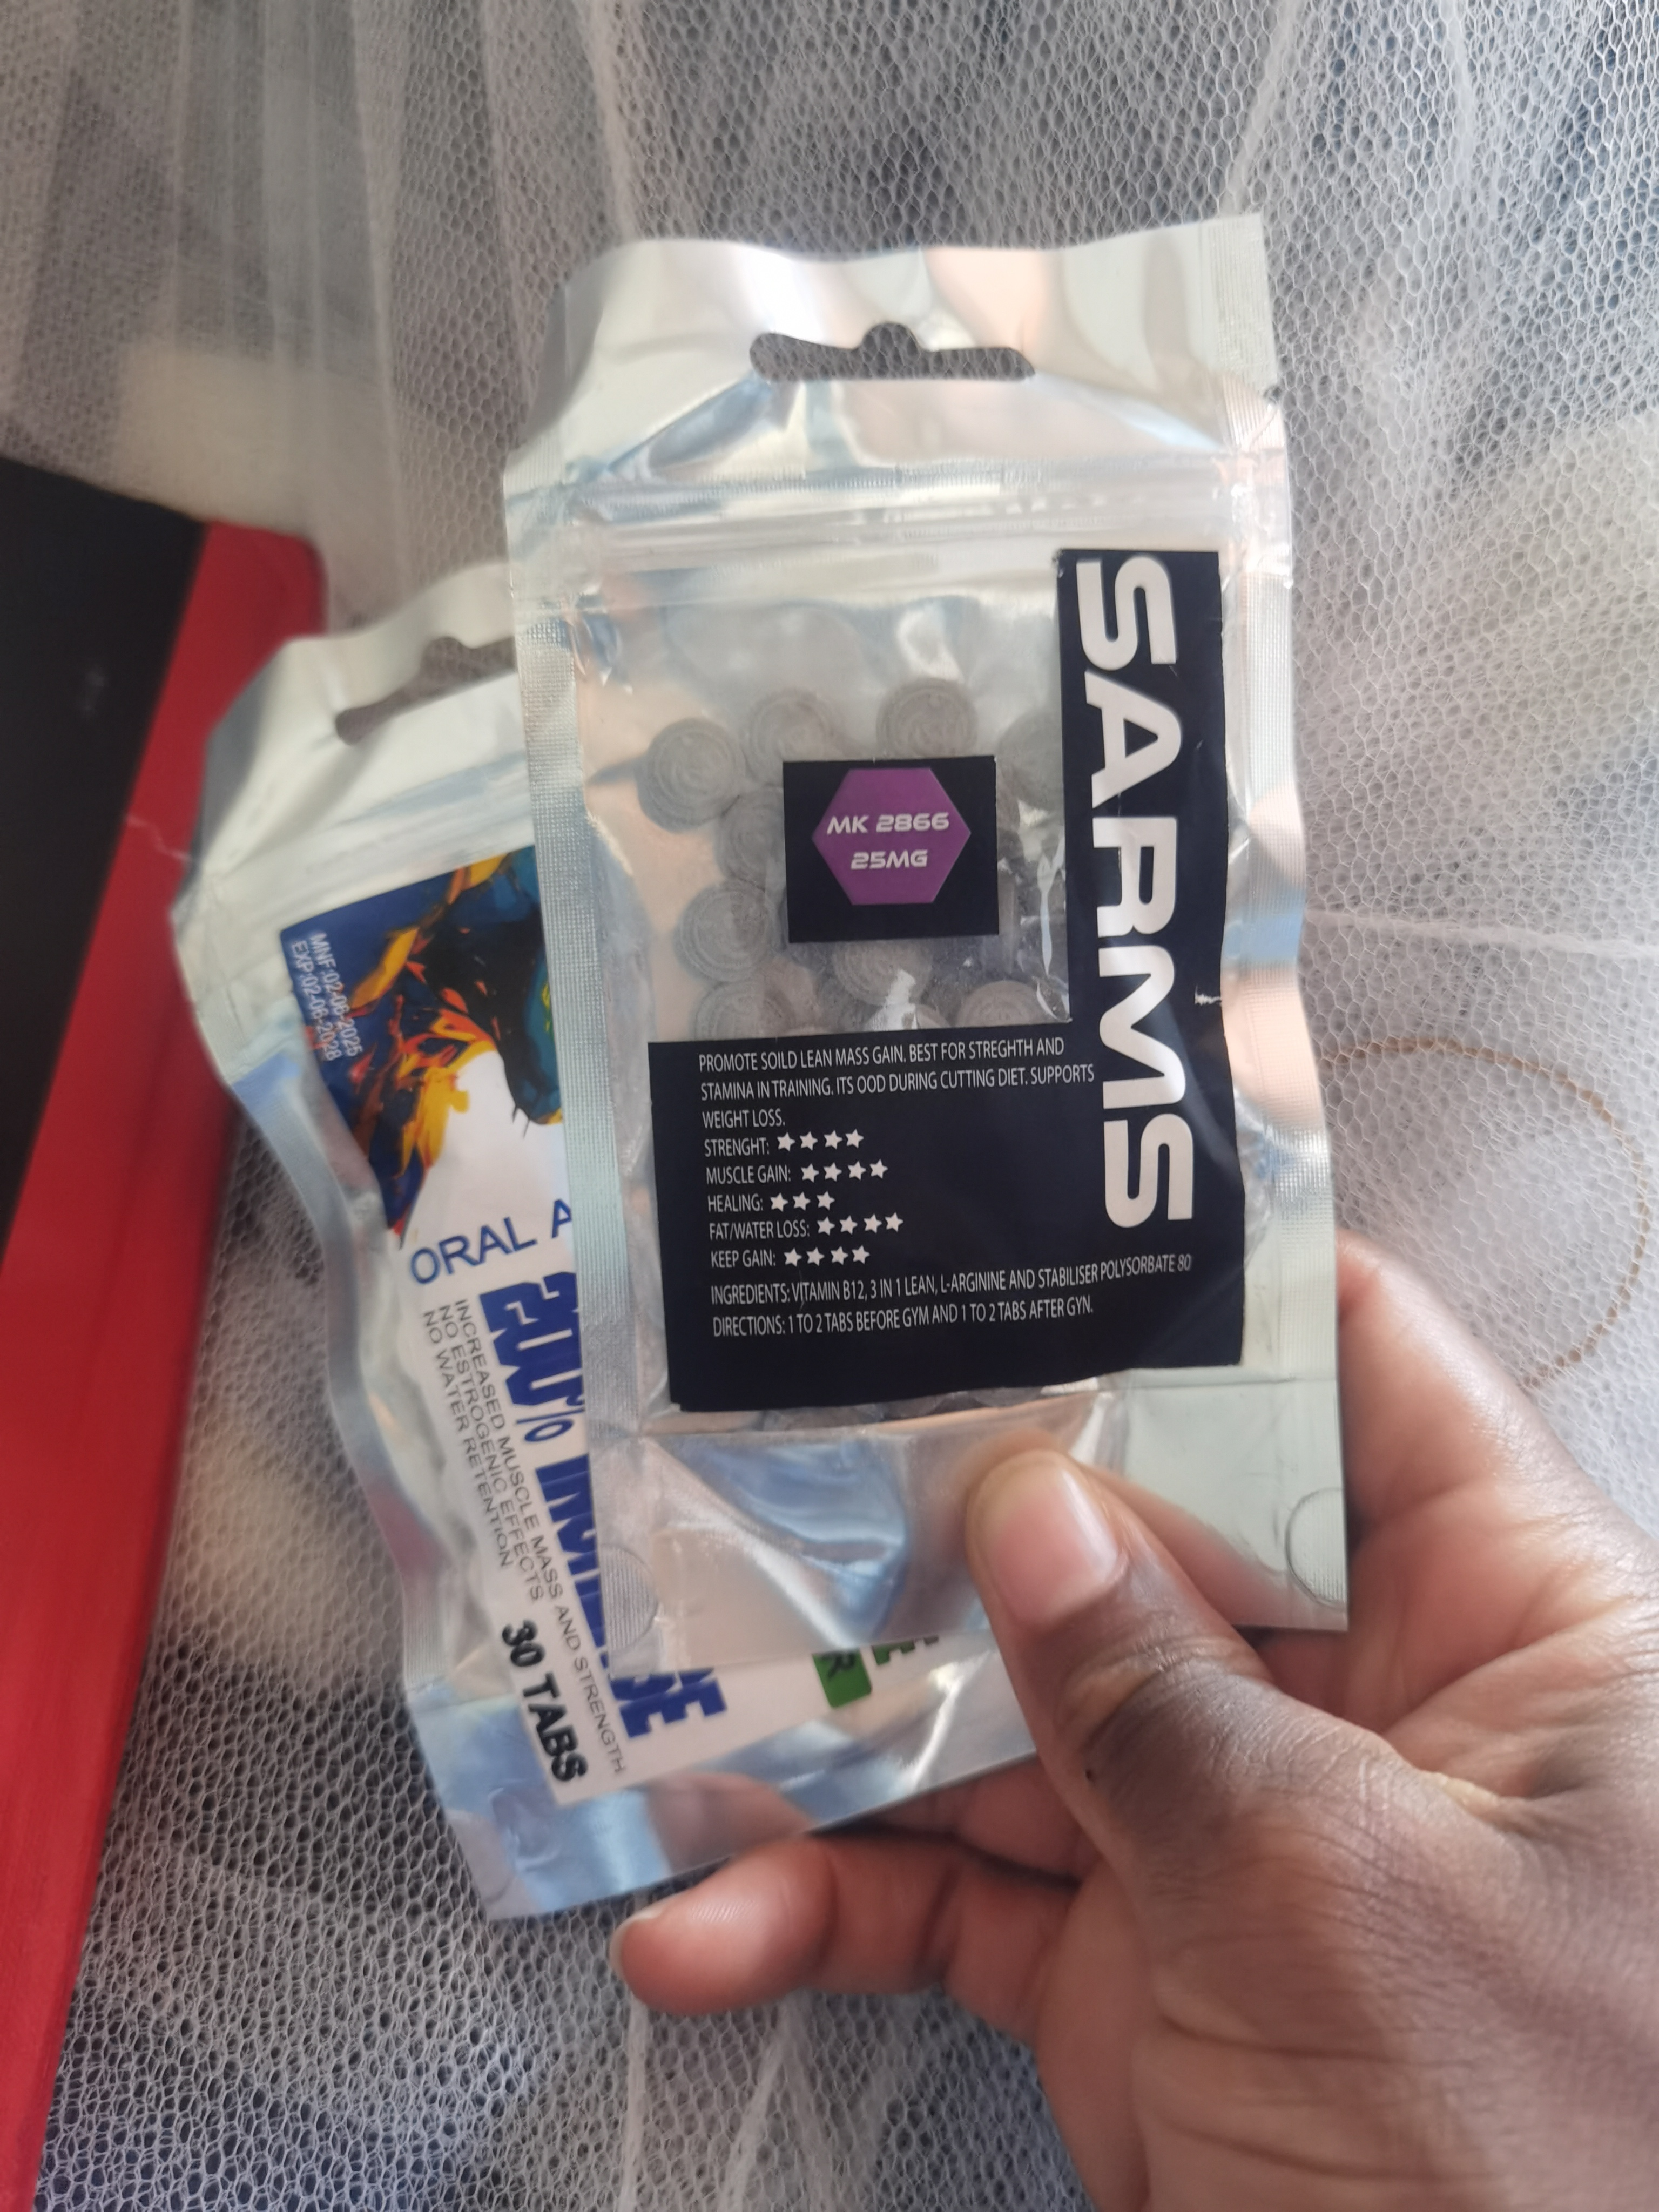 SARMS
MK 2866
25MG
PROMOTE SOILD LEAN MASS GAIN. BEST FOR STREGHTH AND
STAMINA IN TRAINING. ITS OOD DURING CUTTING DIET. SUPPORTS
WEIGHT LOSS.
STRENGHT: ★★★★
MUSCLE GAIN: ★★★★
HEALING: ★★★
FAT/WATER LOSS: ★★★★
KEEP GAIN: ★★★★
INGREDIENTS: VITAMIN B12, 3 IN 1 LEAN, L-ARGININE AND STABILISER POLYSORBATE 80
DIRECTIONS: 1 TO 2 TABS BEFORE GYM AND 1 TO 2 TABS AFTER GYN.
MNF:02-06-2025
EXP:02-06-2028
ORAL A
200%
INCREASED MUSCLE MASS AND STRENGTH
NO ESTROGENIC EFFECTS
NO WATER RETENTION
30 TABS